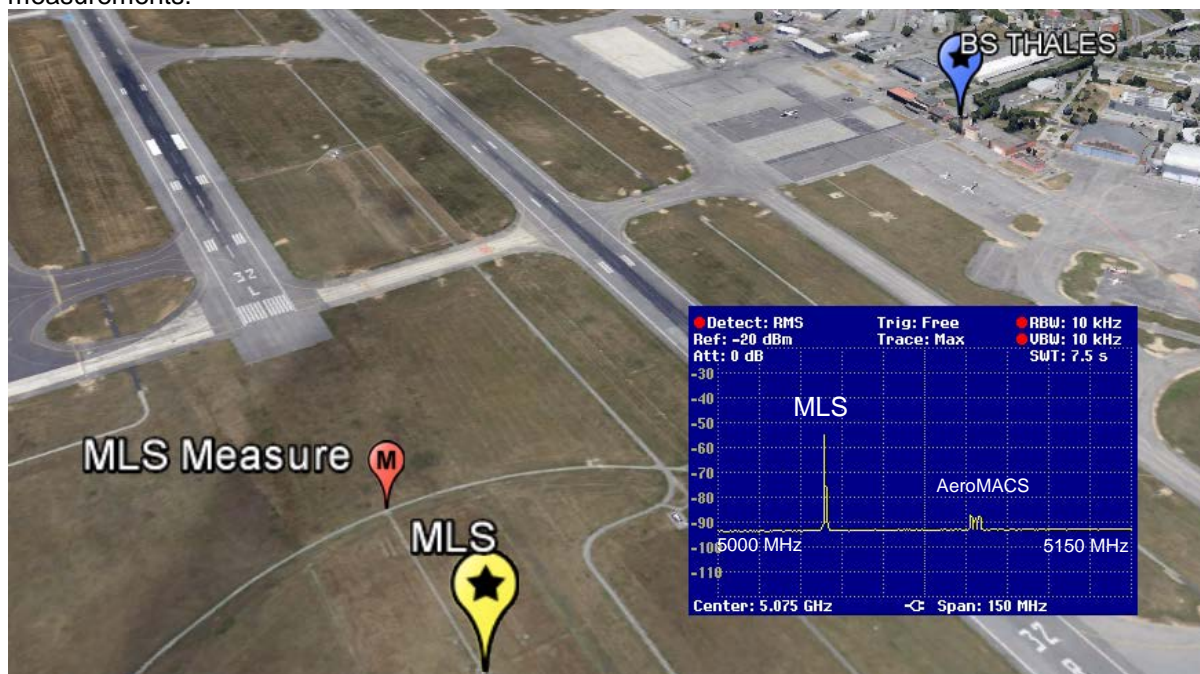 measurements.
BS THALES
32
L
Detect: RMS Trig: Free RBW: 10 kHz
Ref: -20 dBm Trace: Max VBW: 10 kHz
Att: 0 dB SWT: 7.5 s
-30
-40
MLS
-50
-60
MLS Measure M
-70
-80 AeroMACS
-90
MLS
-100 5000 MHz 5150 MHz
-110
Center: 5.075 GHz Span: 150 MHz
32